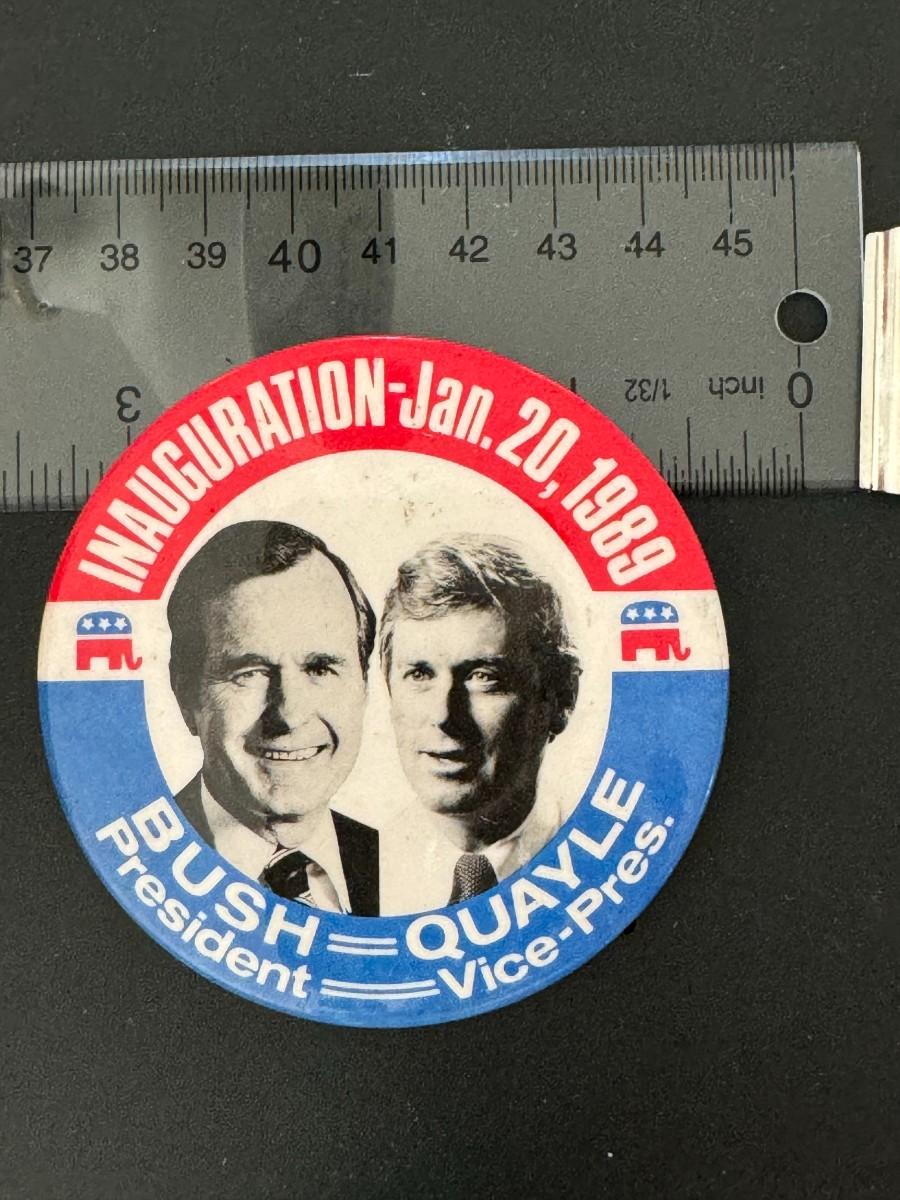 37 38 39 40 41 42 43 44 45
3 1/32 inch 0
INAUGURATION-Jan. 20, 1989
BUSH = QUAYLE
President = Vice-Pres.